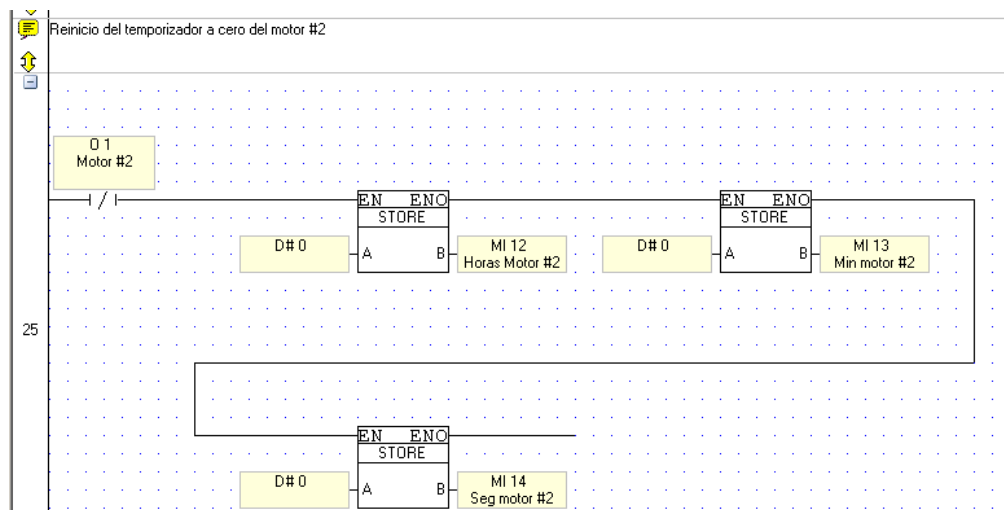 Reinicio del temporizador a cero del motor #2
O 1
Motor #2
EN ENO
STORE
D# 0
A B
MI 12
Horas Motor #2
EN ENO
STORE
D# 0
A B
MI 13
Min motor #2
25
EN ENO
STORE
D# 0
A B
MI 14
Seg motor #2